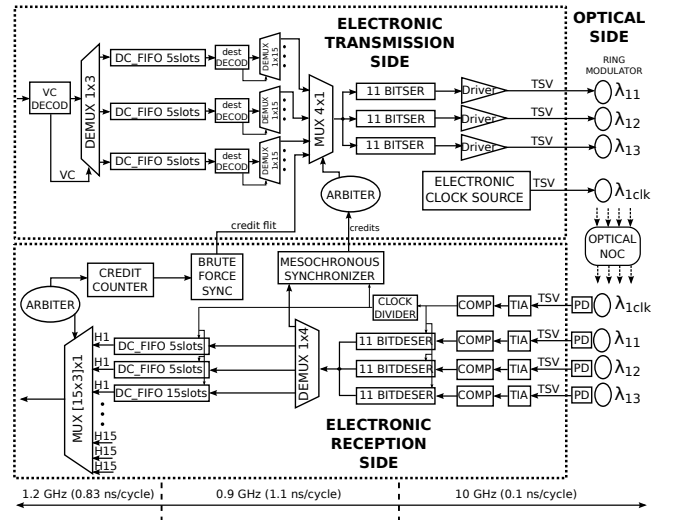 ELECTRONIC
TRANSMISSION
SIDE
OPTICAL
SIDE
RING
MODULATOR
VC
DECOD
DEMUX 1x3
VC
DC_FIFO 5slots
dest
DECOD
DEMUX
1x15
DC_FIFO 5slots
dest
DECOD
DEMUX
1x15
DC_FIFO 5slots
dest
DECOD
DEMUX
1x15
MUX 4x1
11 BITSER
Driver
TSV
λ11
11 BITSER
Driver
TSV
λ12
11 BITSER
Driver
TSV
λ13
ARBITER
ELECTRONIC
CLOCK SOURCE
TSV
λ1clk
credit flit
credits
OPTICAL
NOC
ARBITER
CREDIT
COUNTER
BRUTE
FORCE
SYNC
MESOCHRONOUS
SYNCHRONIZER
CLOCK
DIVIDER
COMP
TIA
TSV
PD
λ1clk
MUX [15x3]x1
H1
DC_FIFO 5slots
H1
DC_FIFO 5slots
H1
DC_FIFO 15slots
H15
H15
H15
DEMUX 1x4
11 BITDESER
COMP
TIA
TSV
PD
λ11
11 BITDESER
COMP
TIA
TSV
PD
λ12
11 BITDESER
COMP
TIA
TSV
PD
λ13
ELECTRONIC
RECEPTION
SIDE
1.2 GHz (0.83 ns/cycle)
0.9 GHz (1.1 ns/cycle)
10 GHz (0.1 ns/cycle)